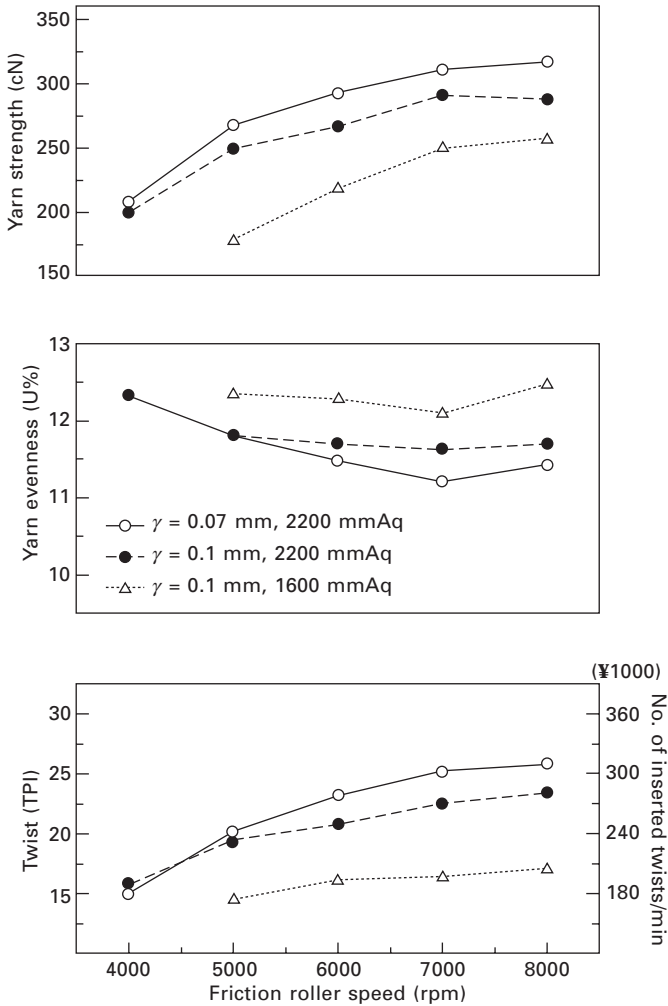 350
300
250
200
150
Yarn strength (cN)
13
12
11
10
Yarn evenness (U%)
γ = 0.07 mm, 2200 mmAq
γ = 0.1 mm, 2200 mmAq
γ = 0.1 mm, 1600 mmAq
(¥1000)
30
25
20
15
Twist (TPI)
360
300
240
180
No. of inserted twists/min
4000 5000 6000 7000 8000
Friction roller speed (rpm)